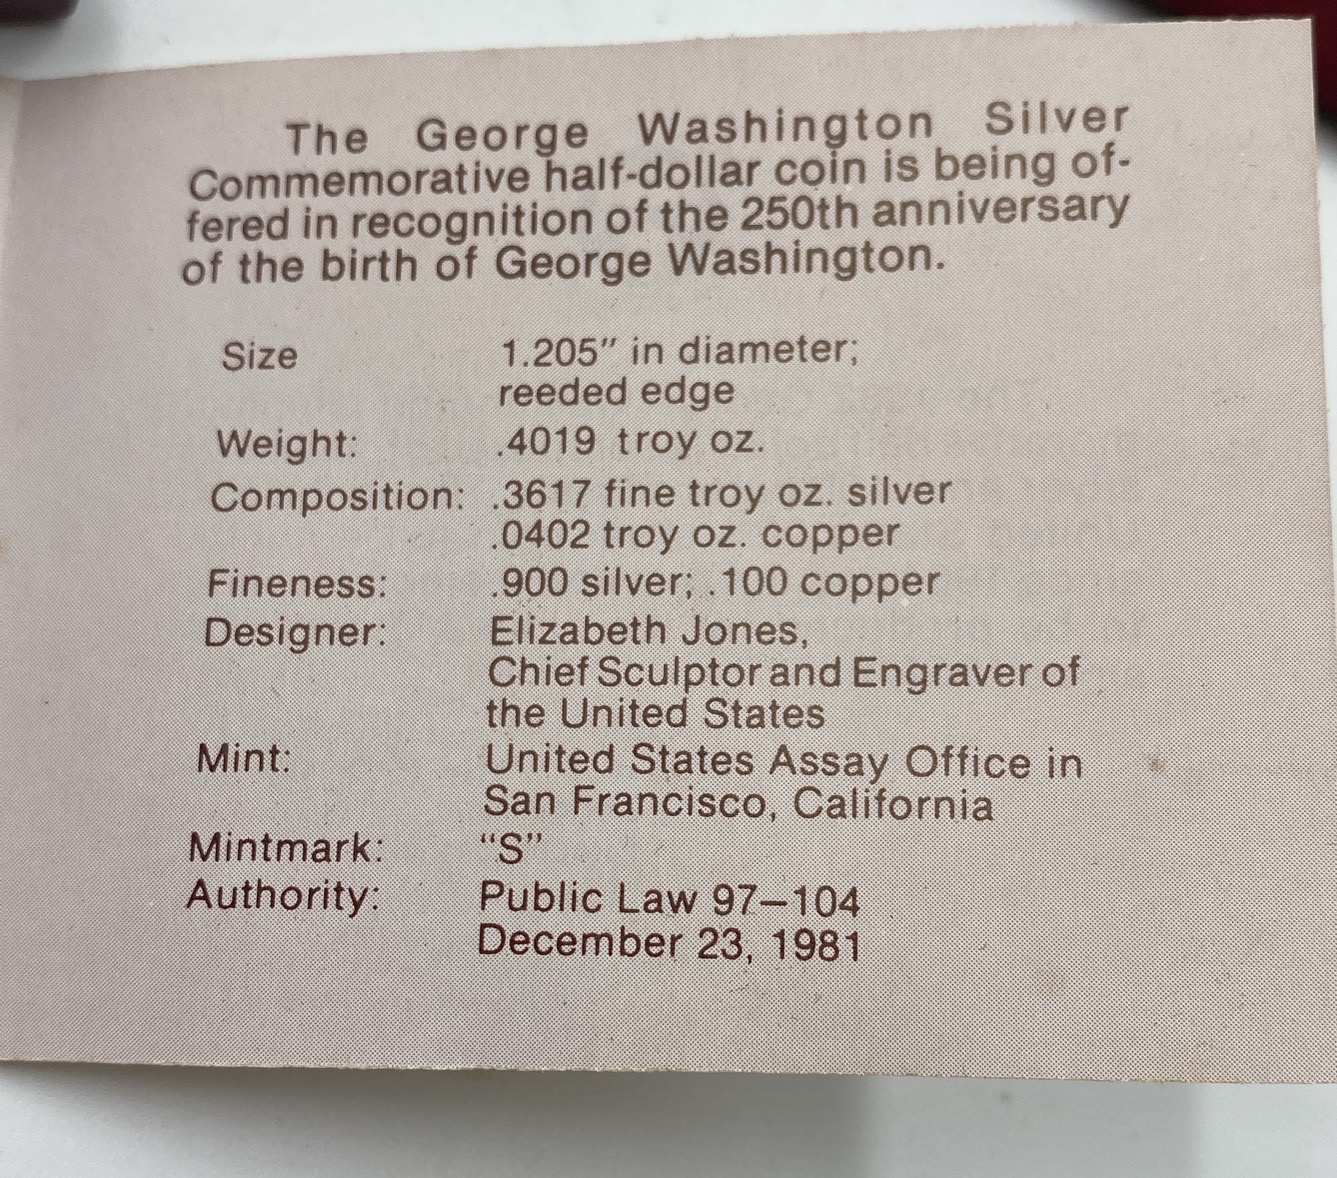 The George Washington Silver
Commemorative half-dollar coin is being of-
fered in recognition of the 250th anniversary
of the birth of George Washington.
Size 1.205″ in diameter;
reeded edge
Weight: .4019 troy oz.
Composition: .3617 fine troy oz. silver
.0402 troy oz. copper
Fineness: .900 silver; .100 copper
Designer: Elizabeth Jones,
Chief Sculptor and Engraver of
the United States
Mint: United States Assay Office in
San Francisco, California
Mintmark: “S”
Authority: Public Law 97–104
December 23, 1981